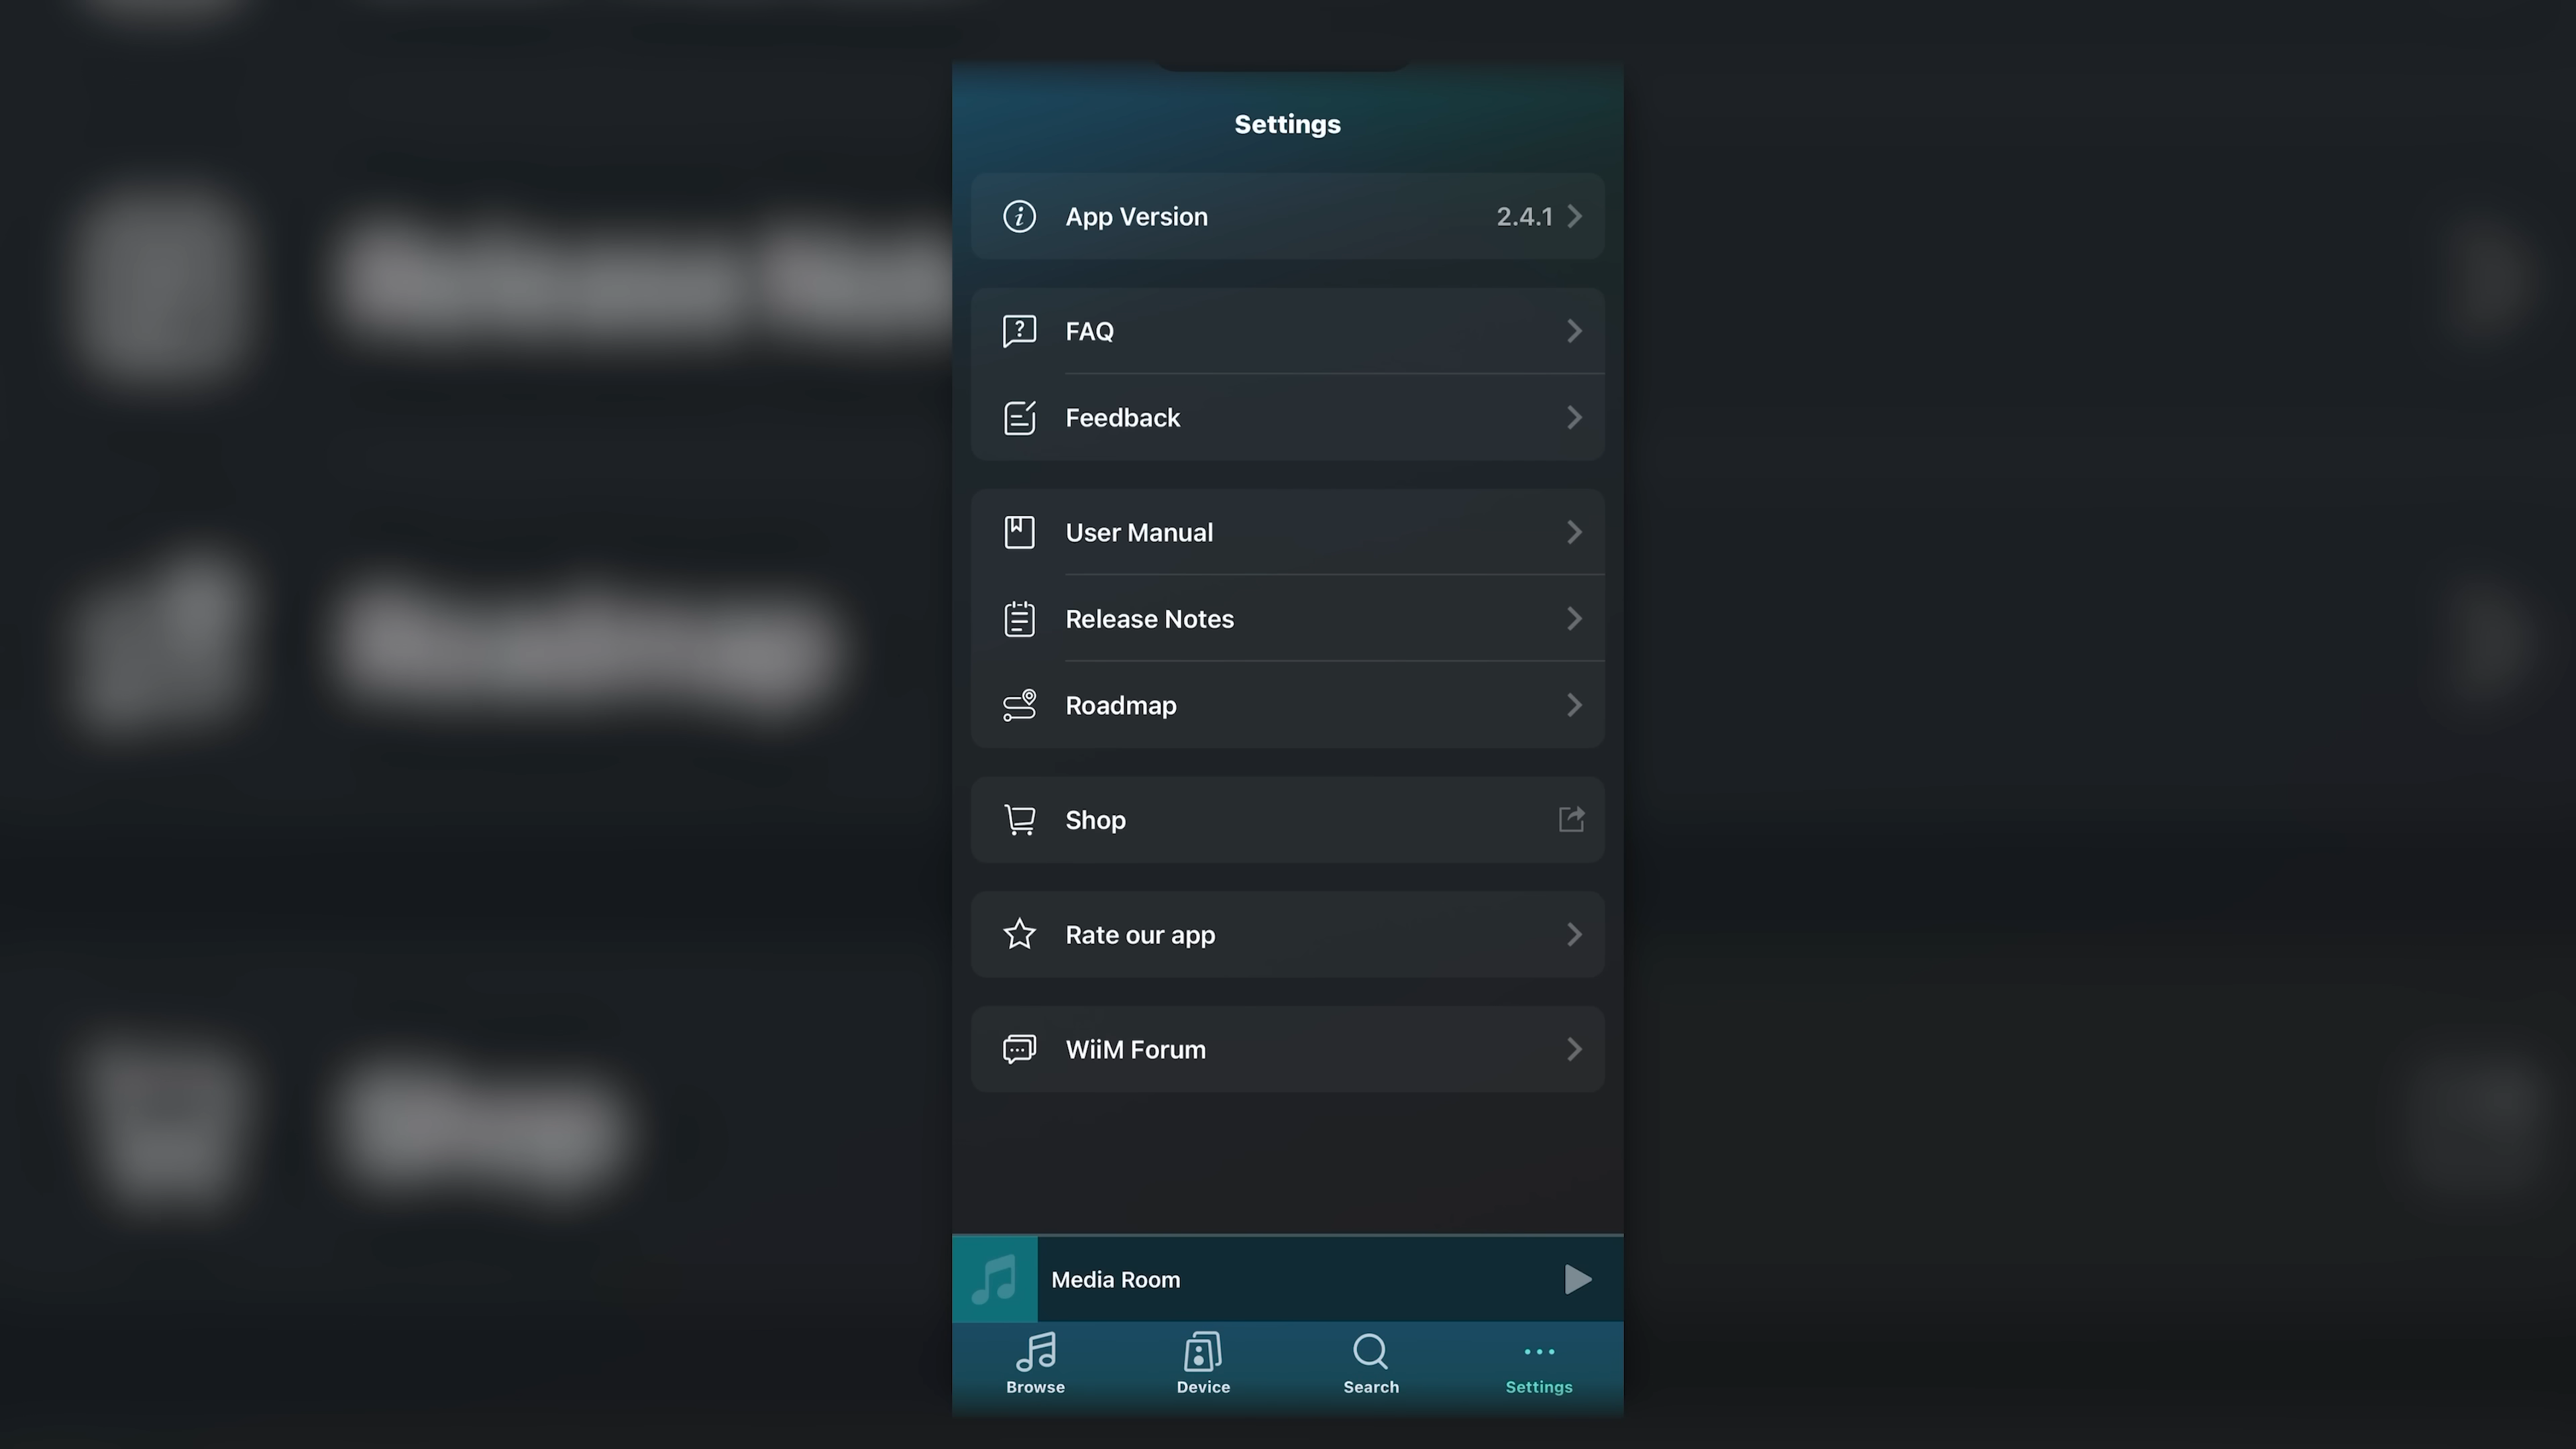 Settings
App Version 2.4.1
FAQ
Feedback
User Manual
Release Notes
Roadmap
Shop
Rate our app
WiiM Forum
Media Room
Browse Device Search Settings